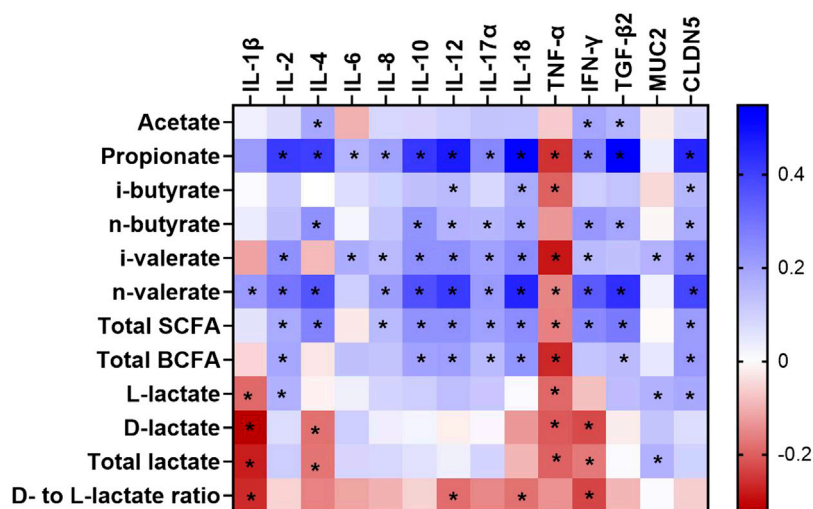 IL-1β IL-2 IL-4 IL-6 IL-8 IL-10 IL-12 IL-17α IL-18 TNF-α IFN-γ TGF-β2 MUC2 CLDN5
Acetate * * *
Propionate * * * * * * * * * * * *
i-butyrate * * * *
n-butyrate * * * * * * * *
i-valerate * * * * * * * * * * *
n-valerate * * * * * * * * * * * *
Total SCFA * * * * * * * * * * *
Total BCFA * * * * * * * *
L-lactate * * * * *
D-lactate * * * *
Total lactate * * * * *
D- to L-lactate ratio * * * *
0.4
0.2
0
-0.2